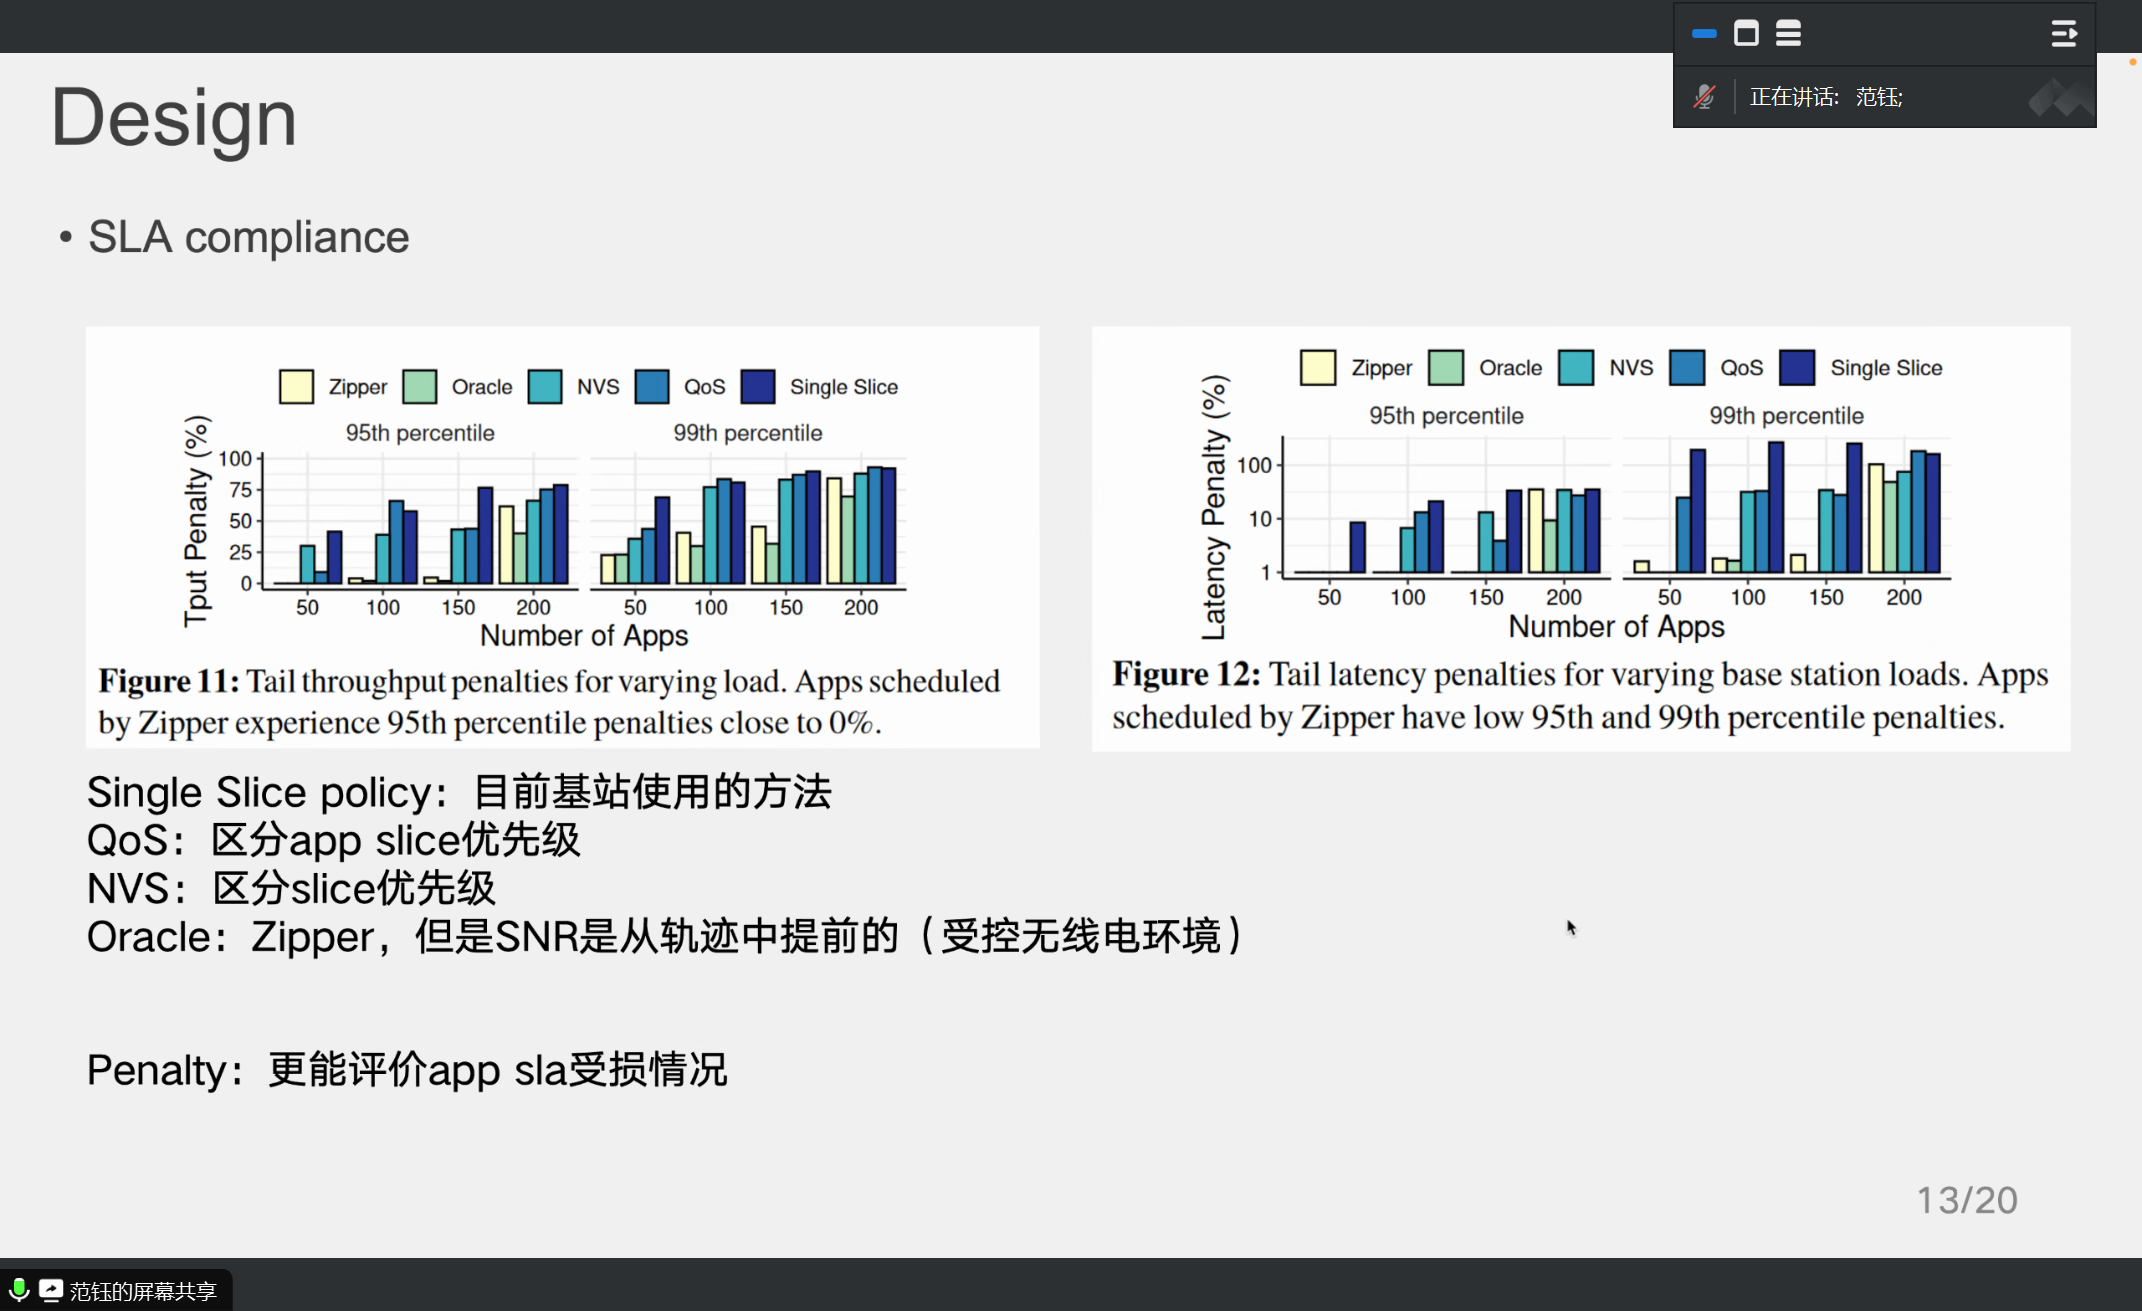 正在讲话: 范钰;
Design
• SLA compliance
Zipper Oracle NVS QoS Single Slice
95th percentile 99th percentile
Tput Penalty (%)
100
75
50
25
0
50 100 150 200 50 100 150 200
Number of Apps
Figure 11: Tail throughput penalties for varying load. Apps scheduled
by Zipper experience 95th percentile penalties close to 0%.
Zipper Oracle NVS QoS Single Slice
95th percentile 99th percentile
Latency Penalty (%)
100
10
1
50 100 150 200 50 100 150 200
Number of Apps
Figure 12: Tail latency penalties for varying base station loads. Apps
scheduled by Zipper have low 95th and 99th percentile penalties.
Single Slice policy：目前基站使用的方法
QoS：区分app slice优先级
NVS：区分slice优先级
Oracle：Zipper，但是SNR是从轨迹中提前的（受控无线电环境）
Penalty：更能评价app sla受损情况
13/20
范钰的屏幕共享